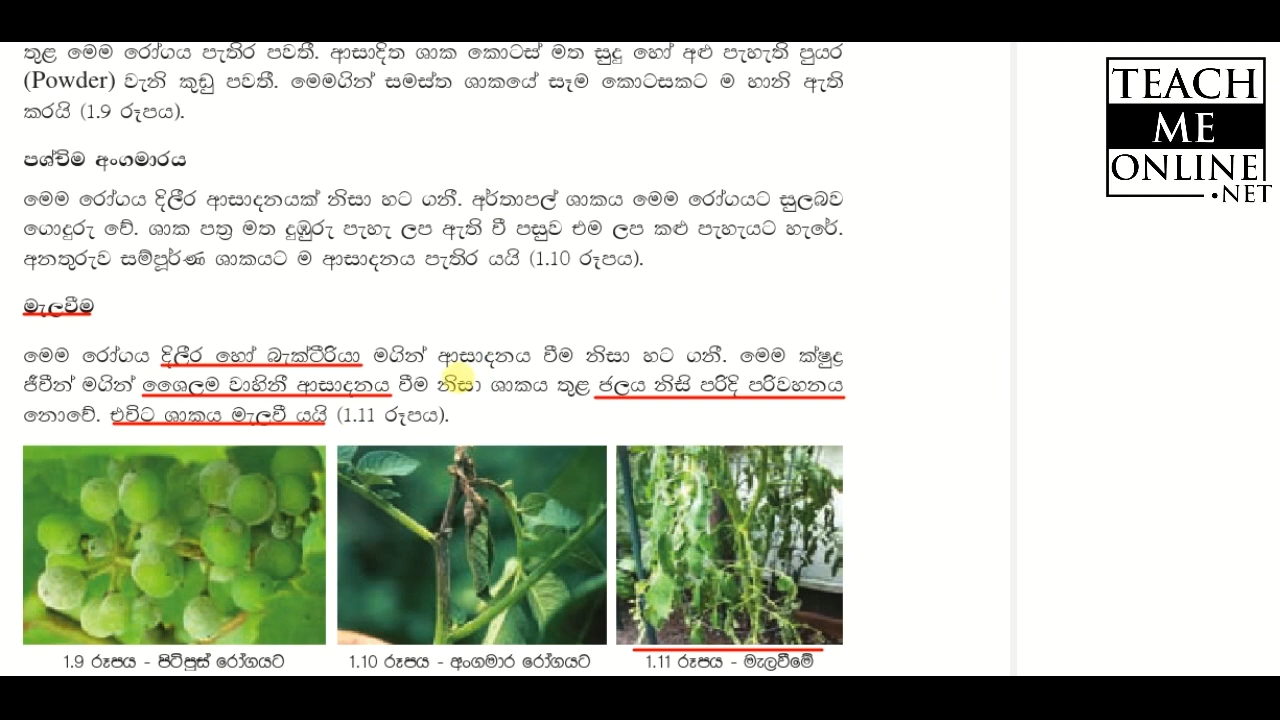 තුළ මෙම රෝගය පැතිර පවතී. ආසාදිත ශාක කොටස් මත සුදු හෝ අළු පැහැති පුයර
(Powder) වැනි කුඩු පවතී. මෙමගින් සමස්ත ශාකයේ සෑම කොටසකට ම හානි ඇති
කරයි (1.9 රූපය).
පශ්චිම අංගමාරය
මෙම රෝගය දිලීර ආසාදනයක් නිසා හට ගනී. අර්තාපල් ශාකය මෙම රෝගයට සුලබව
ගොදුරු වේ. ශාක පත්‍ර මත දුඹුරු පැහැ ලප ඇති වී පසුව එම ලප කළු පැහැයට හැරේ.
අනතුරුව සම්පූර්ණ ශාකයට ම ආසාදනය පැතිර යයි (1.10 රූපය).
මැලවීම
මෙම රෝගය දිලීර හෝ බැක්ටීරියා මගින් ආසාදනය වීම නිසා හට ගනී. මෙම ක්ෂුද්‍ර
ජීවීන් මගින් ශෛලම වාහිනී ආසාදනය වීම නිසා ශාකය තුළ ජලය නිසි පරිදි පරිවහනය
නොවේ. එවිට ශාකය මැලවී යයි (1.11 රූපය).
1.9 රූපය - පිටිපුස් රෝගයට
1.10 රූපය - අංගමාර රෝගයට
1.11 රූපය - මැලවීමේ
TEACH
ME
ONLINE
.NET